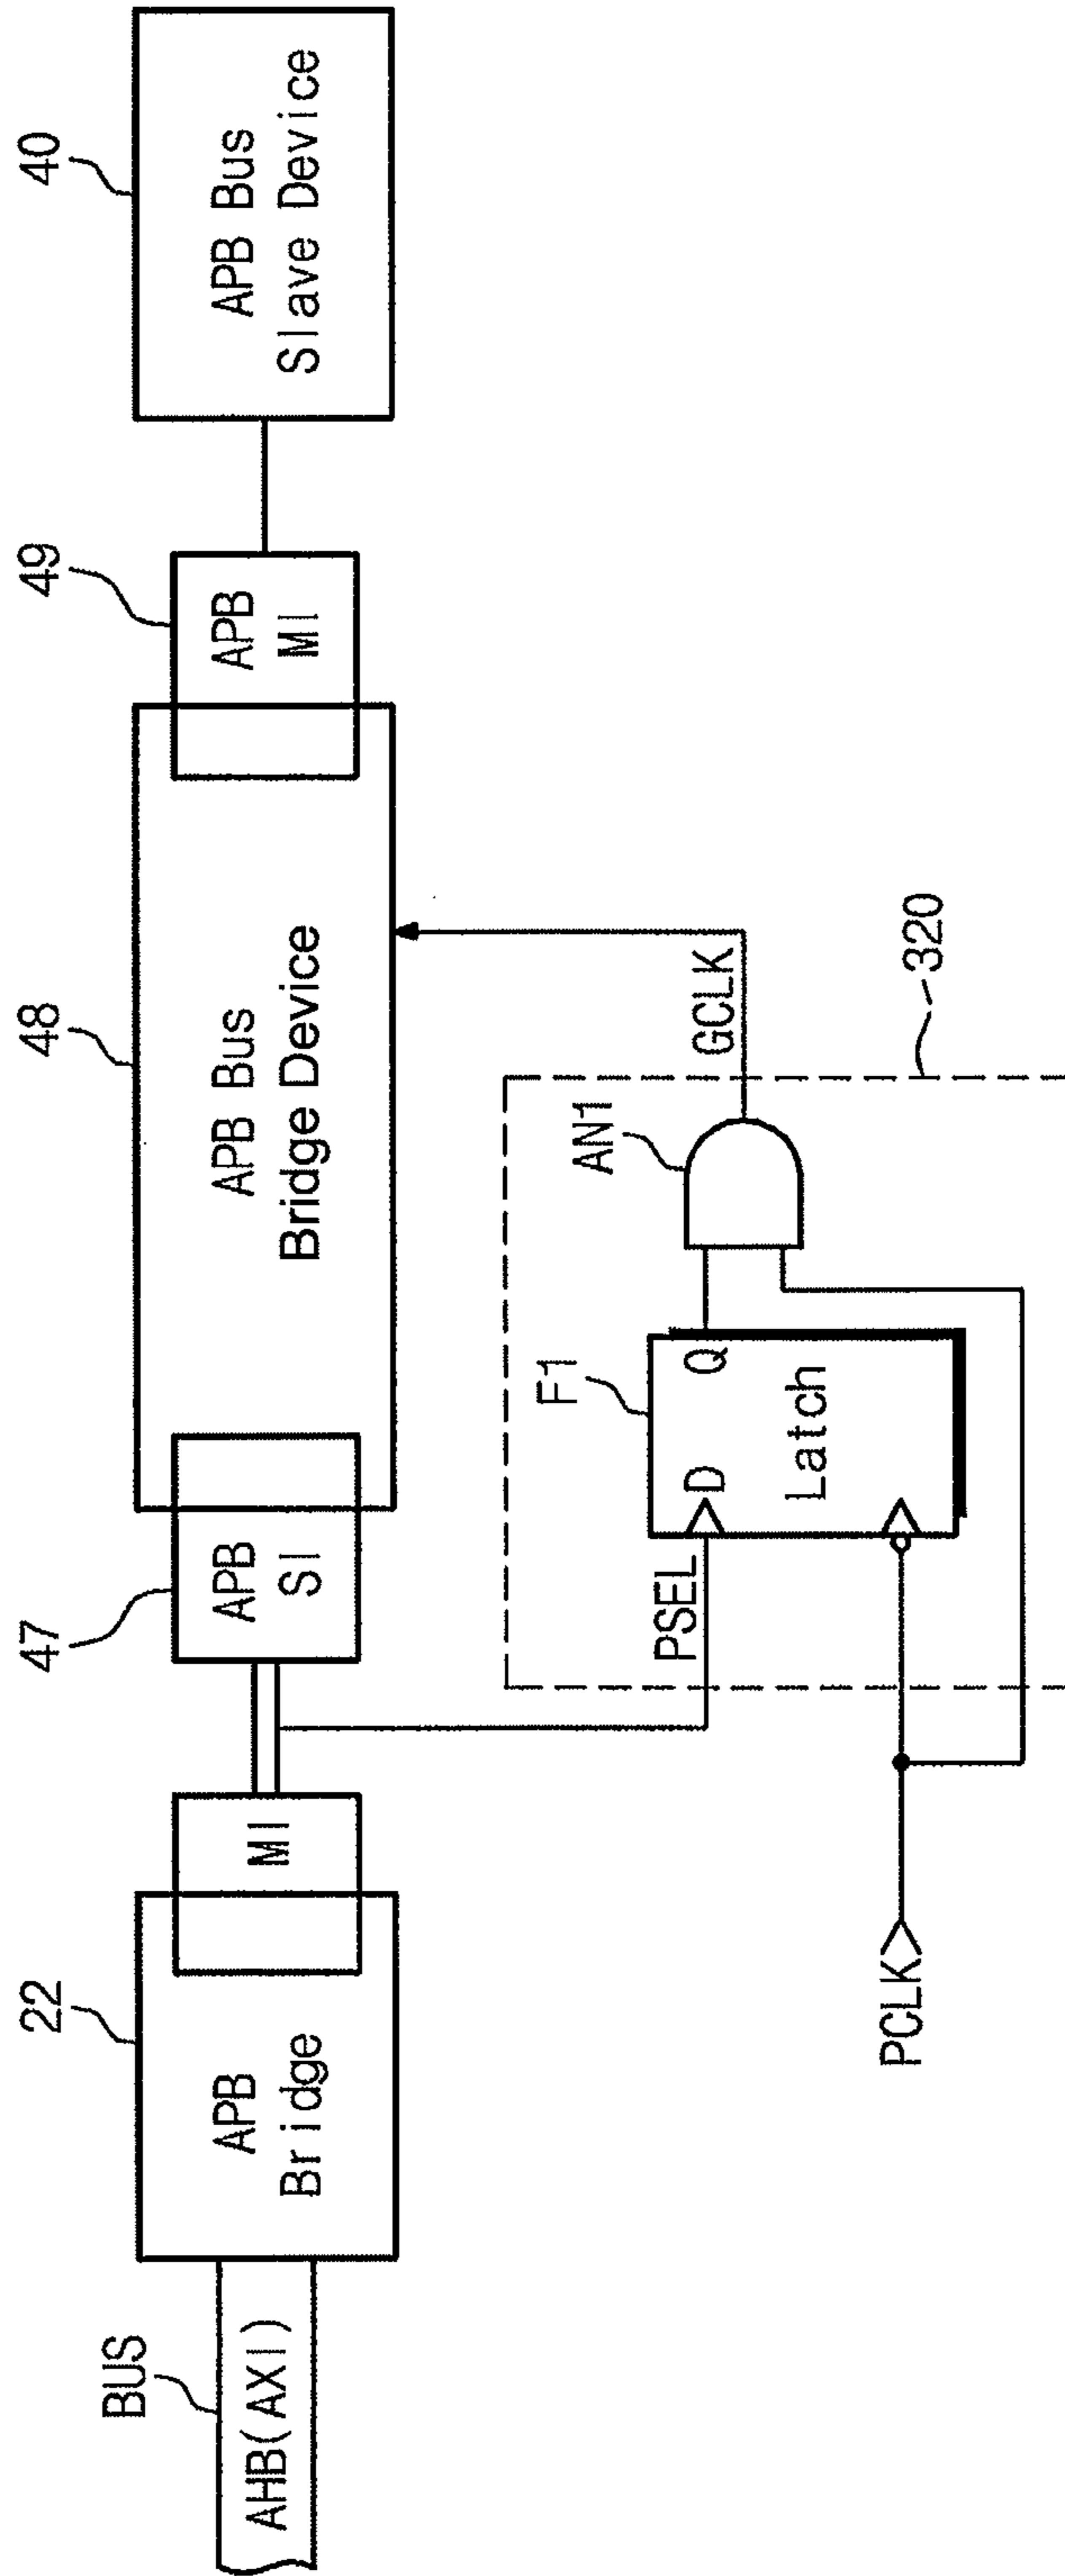 BUS
AHB(AXI)
22
APB
Bridge
MI
47
APB
SI
48
APB Bus
Bridge Device
49
APB
MI
40
APB Bus
Slave Device
PSEL
F1
D
Q
Latch
AN1
GCLK
320
PCLK